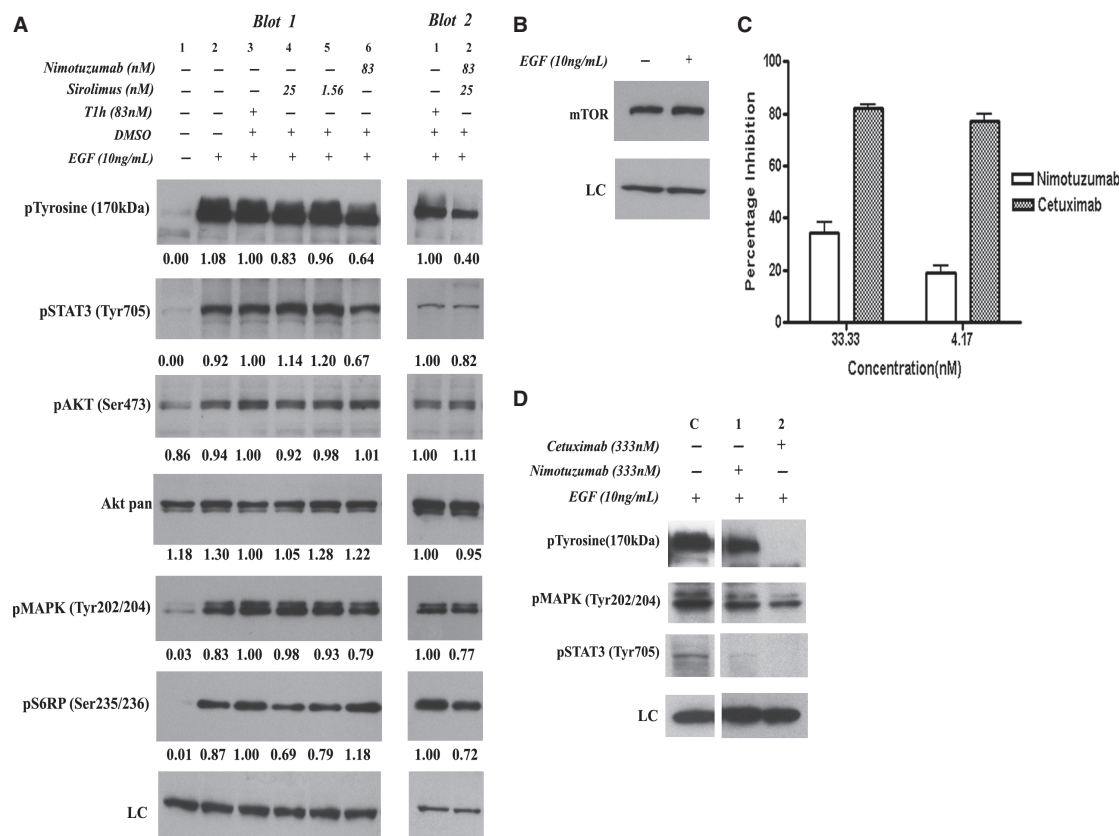 A
Blot 1
Blot 2
1 2 3 4 5 6 1 2
Nimotuzumab (nM) – – – – – 83 – 83
Sirolimus (nM) – – – 25 1.56 – – 25
T1h (83nM) – – + – – – + –
DMSO – – + + + + + +
EGF (10ng/mL) – + + + + + + +
pTyrosine (170kDa)
0.00 1.08 1.00 0.83 0.96 0.64 1.00 0.40
pSTAT3 (Tyr705)
0.00 0.92 1.00 1.14 1.20 0.67 1.00 0.82
pAKT (Ser473)
0.86 0.94 1.00 0.92 0.98 1.01 1.00 1.11
Akt pan
1.18 1.30 1.00 1.05 1.28 1.22 1.00 0.95
pMAPK (Tyr202/204)
0.03 0.83 1.00 0.98 0.93 0.79 1.00 0.77
pS6RP (Ser235/236)
0.01 0.87 1.00 0.69 0.79 1.18 1.00 0.72
LC
B
EGF (10ng/mL) – +
mTOR
LC
C
Percentage Inhibition
100
80
60
40
20
0
33.33 4.17
Concentration(nM)
Nimotuzumab
Cetuximab
D
C 1 2
Cetuximab (333nM) – – +
Nimotuzumab (333nM) – + –
EGF (10ng/mL) + + +
pTyrosine(170kDa)
pMAPK (Tyr202/204)
pSTAT3 (Tyr705)
LC